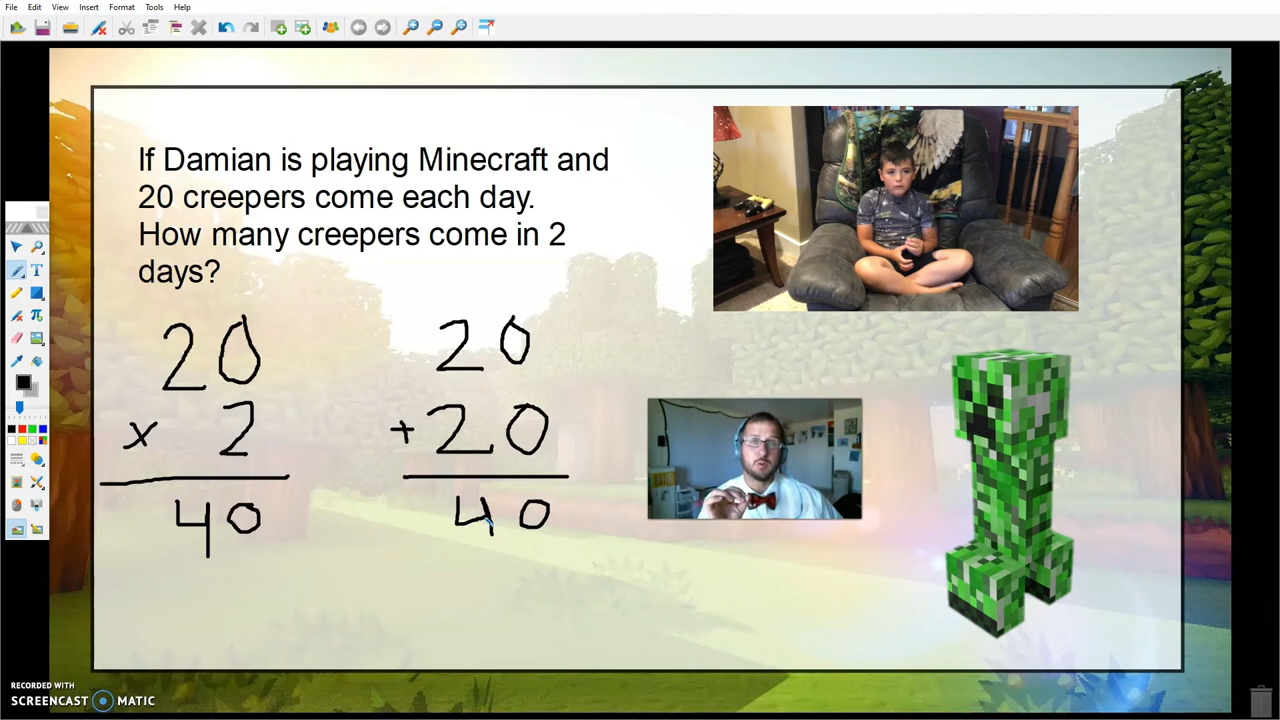 File Edit View Insert Format Tools Help
If Damian is playing Minecraft and
20 creepers come each day.
How many creepers come in 2
days?
20
x 2
40
20
+20
40
RECORDED WITH
SCREENCAST MATIC